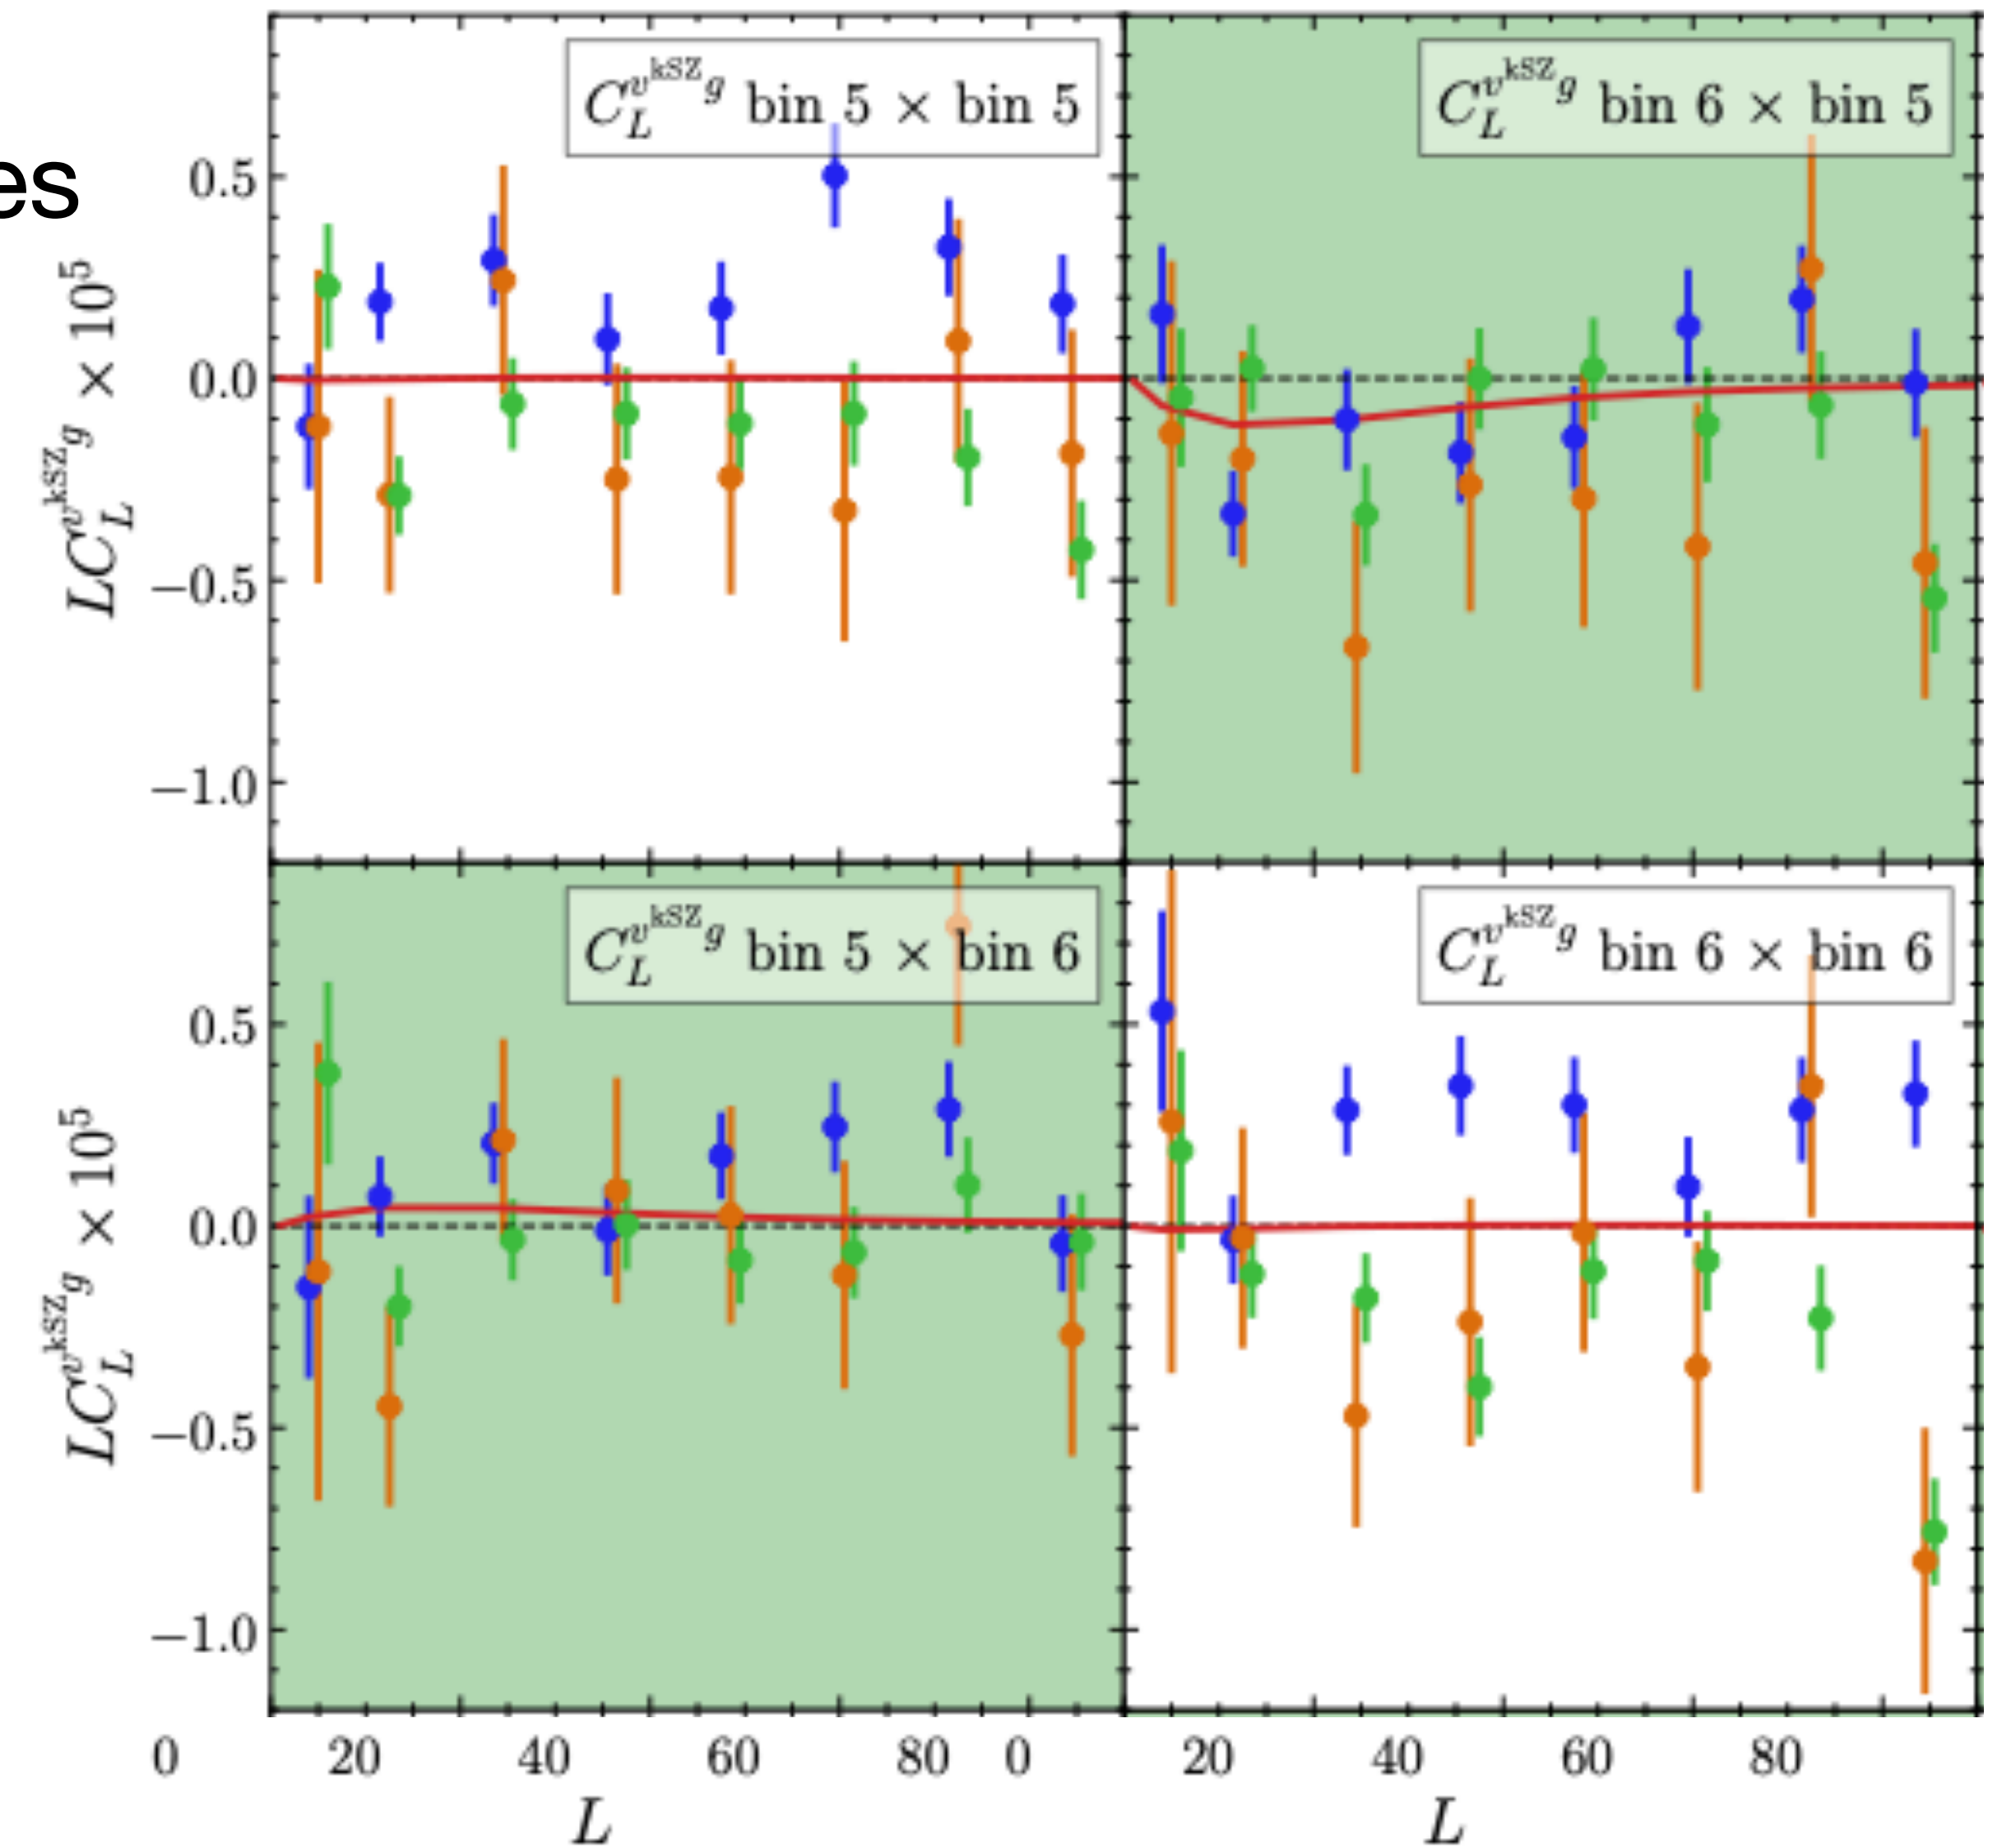 es
C_L^{v^{kSZ}g} bin 5 × bin 5
C_L^{v^{kSZ}g} bin 6 × bin 5
0.5
0.0
−0.5
−1.0
LC_L^{v^{kSZ}g} × 10^5
C_L^{v^{kSZ}g} bin 5 × bin 6
C_L^{v^{kSZ}g} bin 6 × bin 6
0.5
0.0
−0.5
−1.0
LC_L^{v^{kSZ}g} × 10^5
0 20 40 60 80 0 20 40 60 80
L L